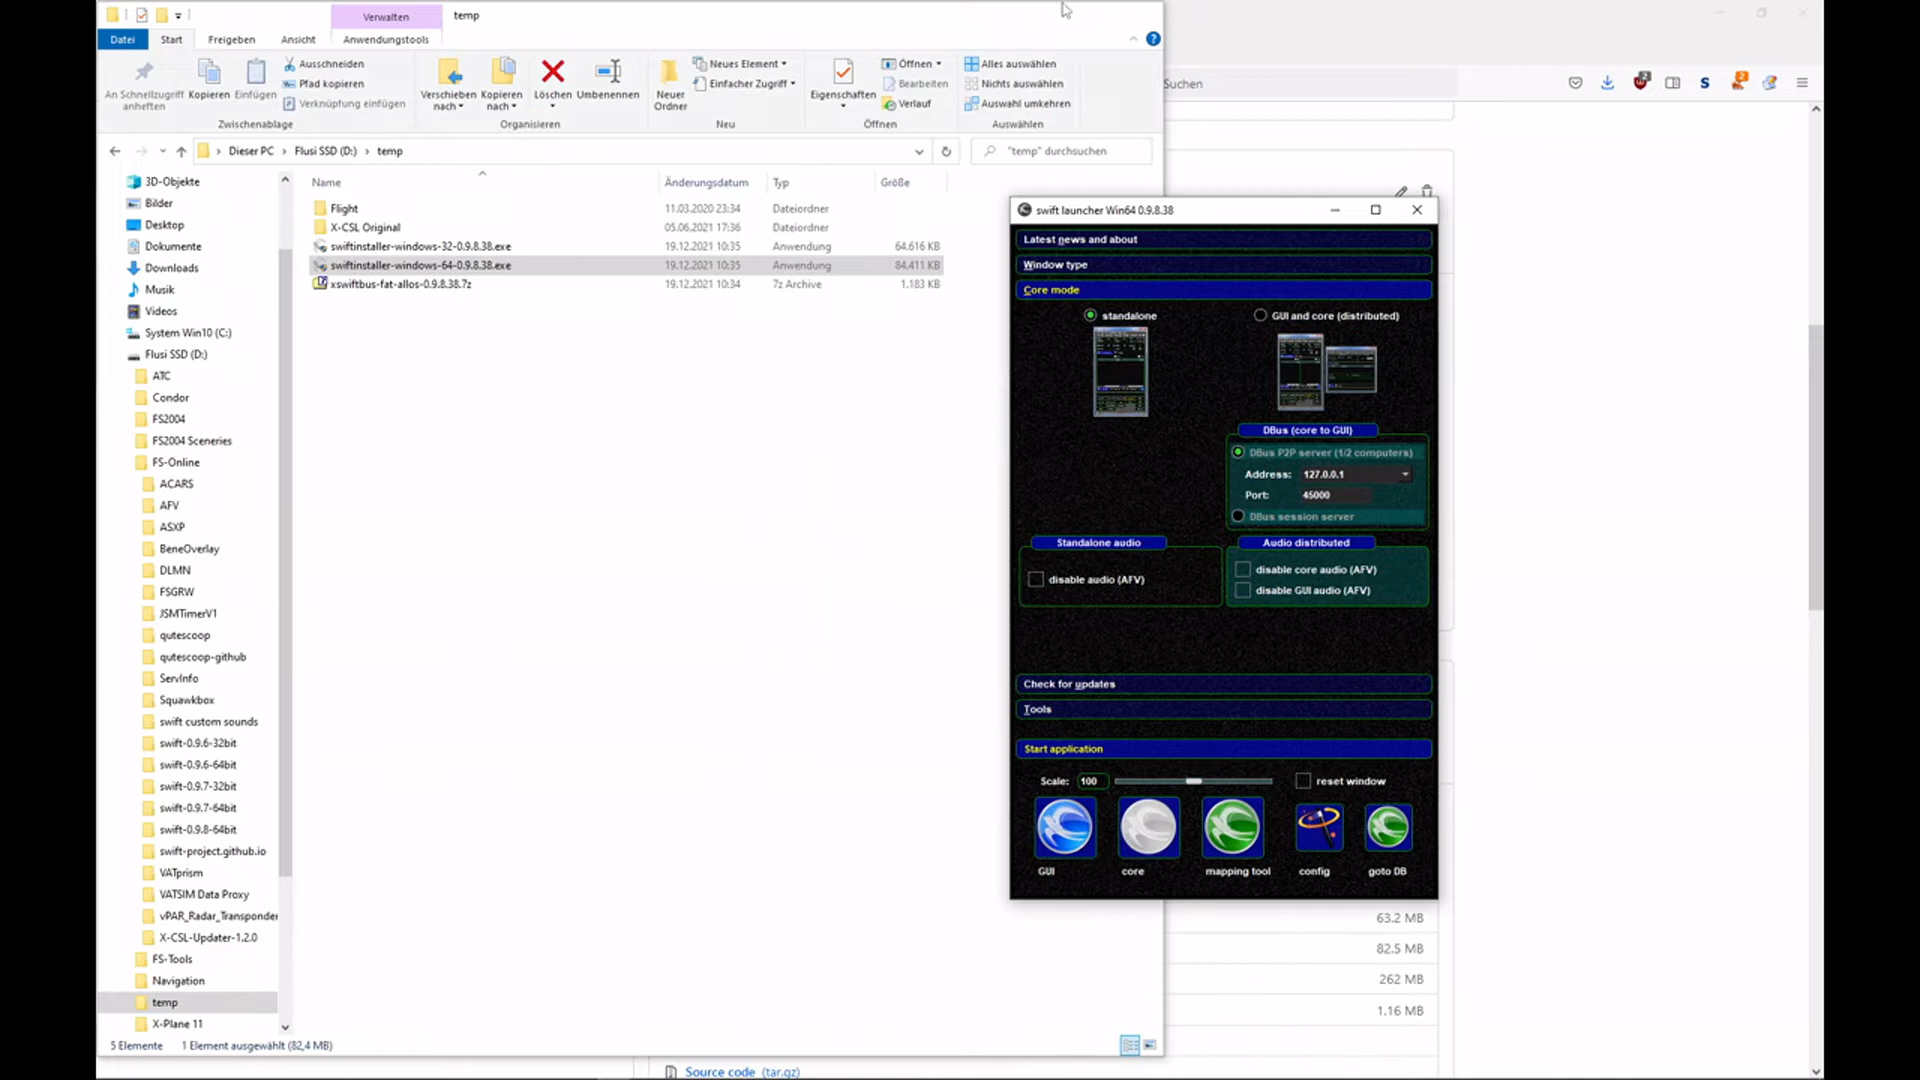 Verwalten
temp
Datei
Start
Freigeben
Ansicht
Anwendungstools
An Schnellzugriff anheften
Kopieren
Einfügen
Ausschneiden
Pfad kopieren
Verknüpfung einfügen
Zwischenablage
Verschieben nach
Kopieren nach
Löschen
Umbenennen
Organisieren
Neuer Ordner
Neues Element
Einfacher Zugriff
Neu
Eigenschaften
Öffnen
Bearbeiten
Verlauf
Öffnen
Alles auswählen
Nichts auswählen
Auswahl umkehren
Auswählen
Suchen
2
S
2
Dieser PC > Flusi SSD (D:) > temp
"temp" durchsuchen
Name Änderungsdatum Typ Größe
Flight 11.03.2020 23:34 Dateiordner
X-CSL Original 05.06.2021 17:36 Dateiordner
swiftinstaller-windows-32-0.9.8.38.exe 19.12.2021 10:35 Anwendung 64.616 KB
swiftinstaller-windows-64-0.9.8.38.exe 19.12.2021 10:35 Anwendung 84.411 KB
xswiftbus-fat-allos-0.9.8.38.7z 19.12.2021 10:34 7z Archive 1.183 KB
3D-Objekte
Bilder
Desktop
Dokumente
Downloads
Musik
Videos
System Win10 (C:)
Flusi SSD (D:)
ATC
Condor
FS2004
FS2004 Sceneries
FS-Online
ACARS
AFV
ASXP
BeneOverlay
DLMN
FSGRW
JSMTimerV1
qutescoop
qutescoop-github
ServInfo
Squawkbox
swift custom sounds
swift-0.9.6-32bit
swift-0.9.6-64bit
swift-0.9.7-32bit
swift-0.9.7-64bit
swift-0.9.8-64bit
swift-project.github.io
VATprism
VATSIM Data Proxy
vPAR_Radar_Transponder
X-CSL-Updater-1.2.0
FS-Tools
Navigation
temp
X-Plane 11
5 Elemente 1 Element ausgewählt (82,4 MB)
swift launcher Win64 0.9.8.38
Latest news and about
Window type
Core mode
standalone
GUI and core (distributed)
DBus (core to GUI)
DBus P2P server (1/2 computers)
Address: 127.0.0.1
Port: 45000
DBus session server
Standalone audio
Audio distributed
disable audio (AFV)
disable core audio (AFV)
disable GUI audio (AFV)
Check for updates
Tools
Start application
Scale: 100
reset window
GUI
core
mapping tool
config
goto DB
63.2 MB
82.5 MB
262 MB
1.16 MB
Source code (tar.gz)